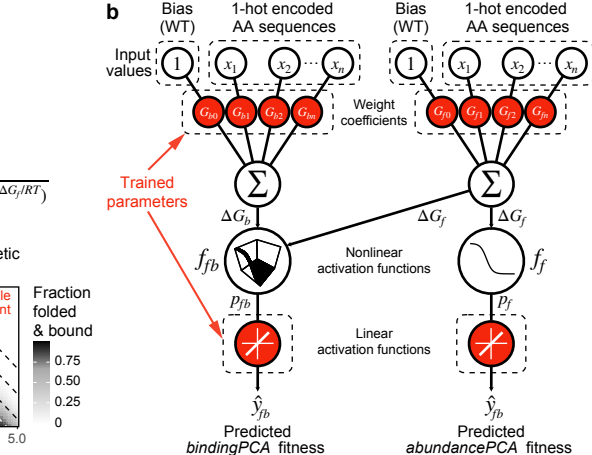 b
Bias
(WT)
1-hot encoded
AA sequences
Bias
(WT)
1-hot encoded
AA sequences
Input
values
1
x1
x2
...
xn
1
x1
x2
...
xn
Gb0
Gb1
Gb2
Gbn
Weight
coefficients
Gf0
Gf1
Gf2
Gfn
Trained
parameters
Σ
Σ
ΔGb
ΔGf
ΔGf
ffb
Nonlinear
activation functions
ff
pfb
pf
Linear
activation functions
ŷfb
ŷfb
Predicted
bindingPCA fitness
Predicted
abundancePCA fitness
ΔGf/RT)
Fraction
folded
& bound
0.75
0.50
0.25
0
5.0